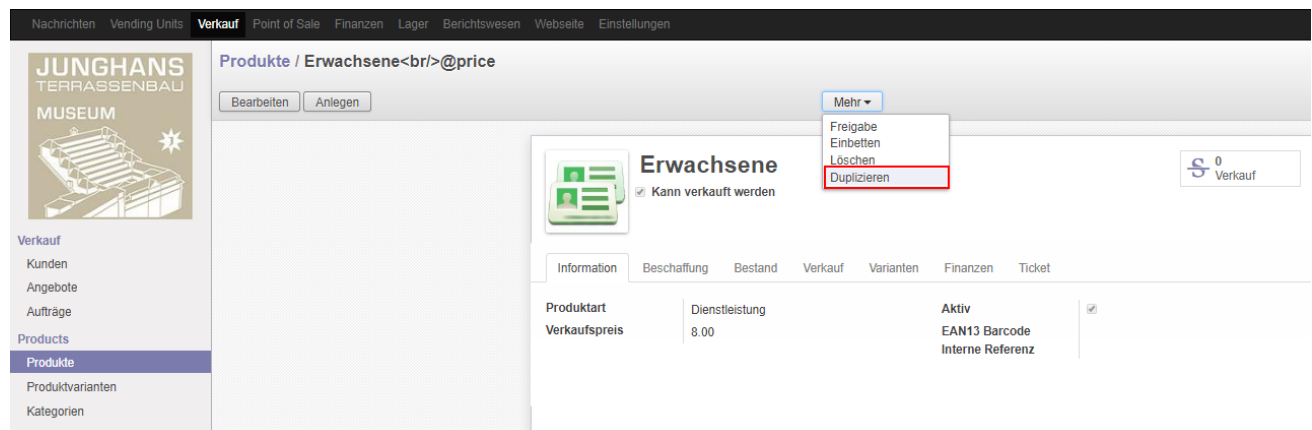 Nachrichten Vending Units Verkauf Point of Sale Finanzen Lager Berichtswesen Webseite Einstellungen
JUNGHANS
TERRASSENBAU
MUSEUM
Produkte / Erwachsene<br/>@price
Bearbeiten Anlegen Mehr
Freigabe
Einbetten
Löschen
Duplizieren
Erwachsene
Kann verkauft werden
0
Verkauf
Verkauf
Kunden
Angebote
Aufträge
Products
Produkte
Produktvarianten
Kategorien
Information Beschaffung Bestand Verkauf Varianten Finanzen Ticket
Produktart Dienstleistung Aktiv
Verkaufspreis 8.00 EAN13 Barcode
Interne Referenz